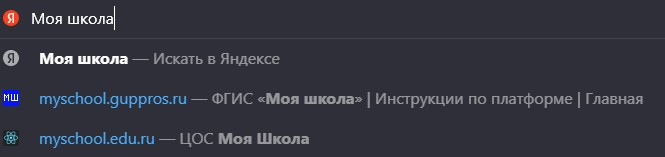 Я Моя школа
Я Моя школа — Искать в Яндексе
МШ myschool.guppros.ru — ФГИС «Моя школа» | Инструкции по платформе | Главная
myschool.edu.ru — ЦОС Моя Школа